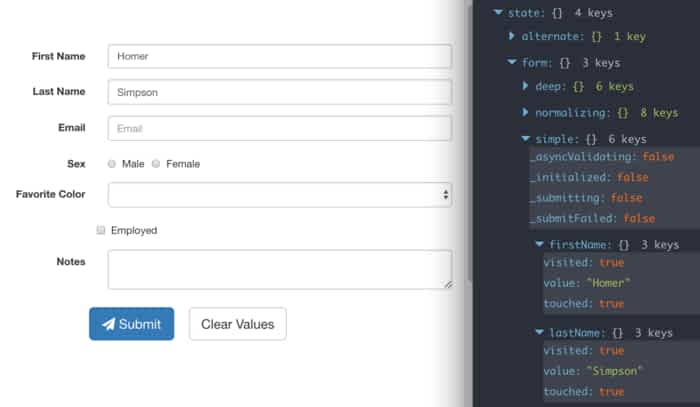 First Name
Homer
Last Name
Simpson
Email
Email
Sex
Male Female
Favorite Color
Employed
Notes
Submit
Clear Values
state: {} 4 keys
alternate: {} 1 key
form: {} 3 keys
deep: {} 6 keys
normalizing: {} 8 keys
simple: {} 6 keys
_asyncValidating: false
_initialized: false
_submitting: false
_submitFailed: false
firstName: {} 3 keys
visited: true
value: "Homer"
touched: true
lastName: {} 3 keys
visited: true
value: "Simpson"
touched: true